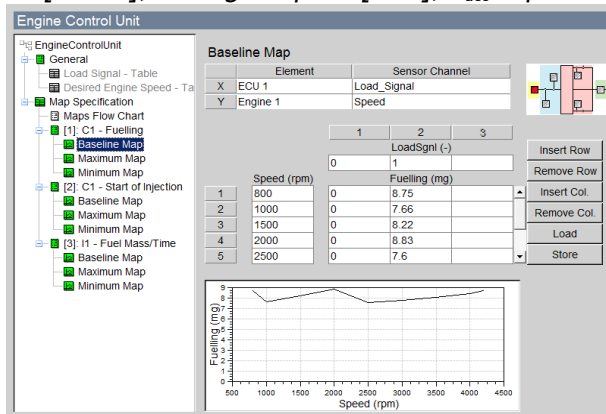 Engine Control Unit
EngineControlUnit
General
Load Signal - Table
Desired Engine Speed - Ta
Map Specification
Maps Flow Chart
[1]: C1 - Fuelling
Baseline Map
Maximum Map
Minimum Map
[2]: C1 - Start of Injection
Baseline Map
Maximum Map
Minimum Map
[3]: I1 - Fuel Mass/Time
Baseline Map
Maximum Map
Minimum Map
Baseline Map
Element Sensor Channel
X ECU 1 Load_Signal
Y Engine 1 Speed
1 2 3
LoadSgnl (-)
0 1
Speed (rpm) Fuelling (mg)
1 800 0 8.75
2 1000 0 7.66
3 1500 0 8.22
4 2000 0 8.83
5 2500 0 7.6
Insert Row
Remove Row
Insert Col.
Remove Col.
Load
Store
Fuelling (mg)
9
8
7
6
5
4
3
2
1
0
500 1000 1500 2000 2500 3000 3500 4000 4500
Speed (rpm)